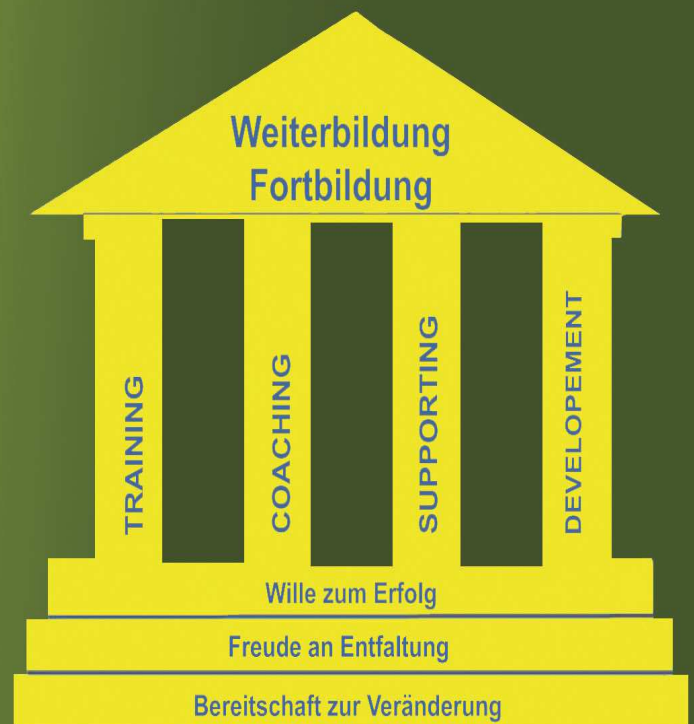 Weiterbildung
Fortbildung
TRAINING
COACHING
SUPPORTING
DEVELOPEMENT
Wille zum Erfolg
Freude an Entfaltung
Bereitschaft zur Veränderung